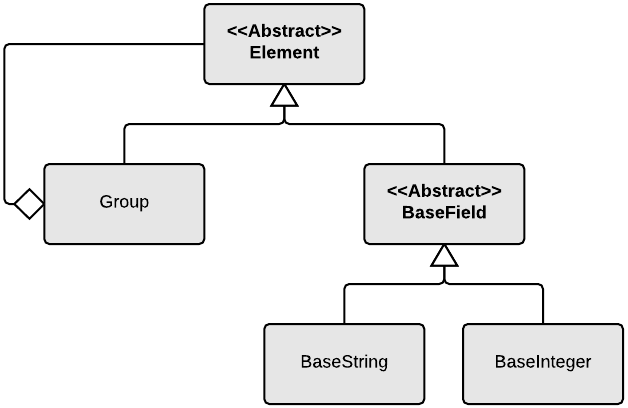 <<Abstract>>
Element
Group
<<Abstract>>
BaseField
BaseString
BaseInteger